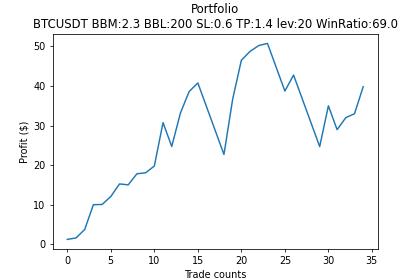 Portfolio
BTCUSDT BBM:2.3 BBL:200 SL:0.6 TP:1.4 lev:20 WinRatio:69.0
50
40
30
20
10
0
Profit ($)
0 5 10 15 20 25 30 35
Trade counts